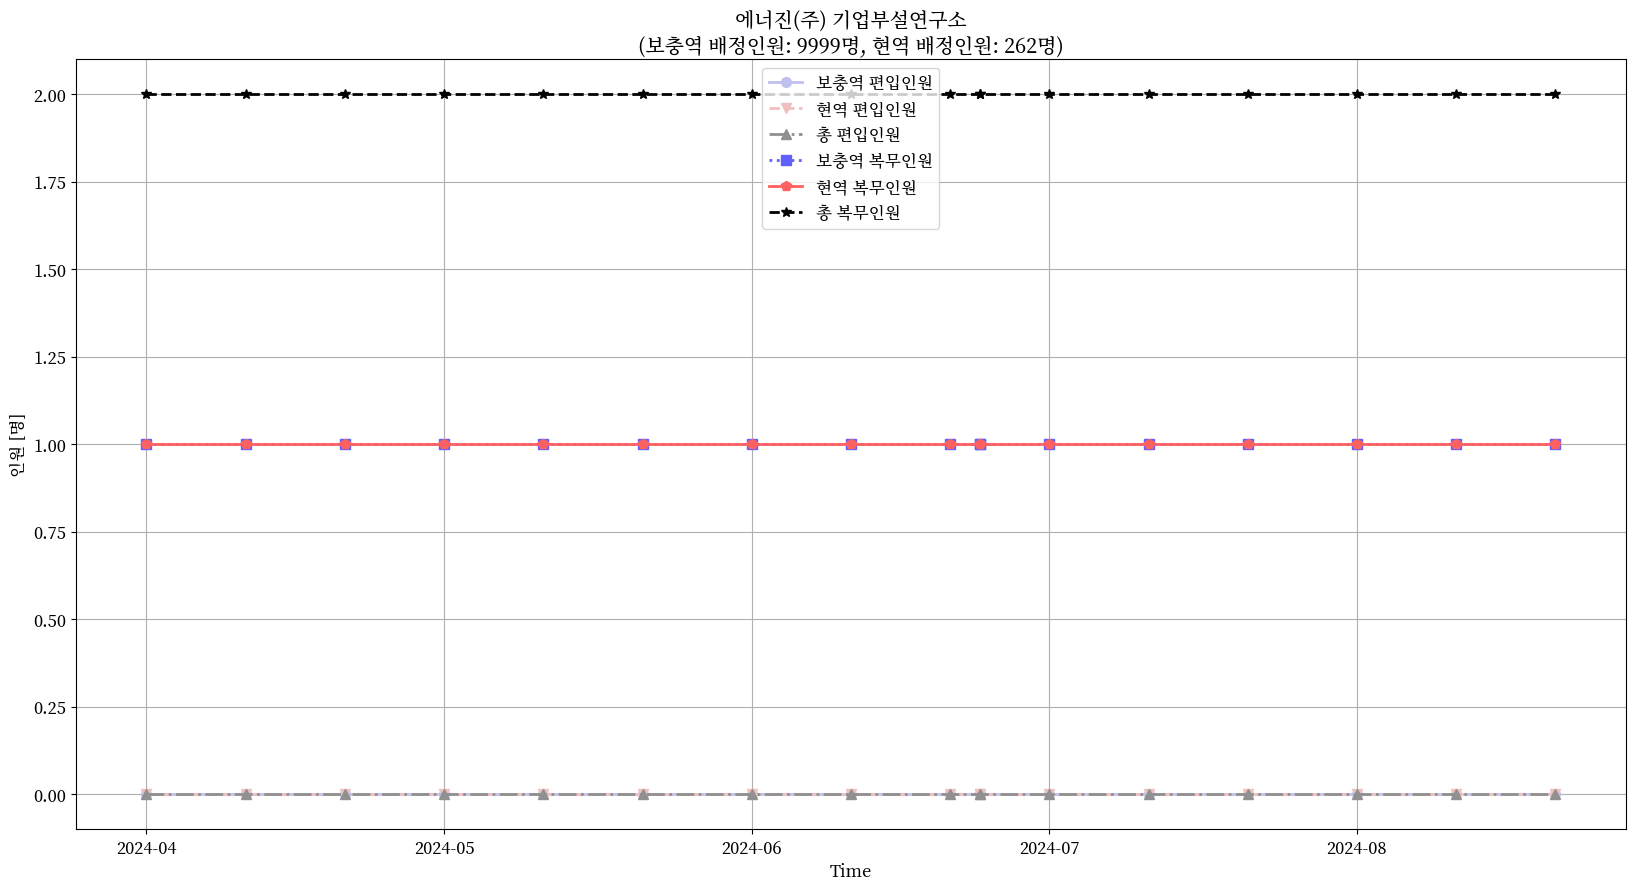 에너진(주) 기업부설연구소
(보충역 배정인원: 9999명, 현역 배정인원: 262명)
보충역 편입인원
현역 편입인원
총 편입인원
보충역 복무인원
현역 복무인원
총 복무인원
2.00
1.75
1.50
1.25
1.00
0.75
0.50
0.25
0.00
인원 [명]
2024-04 2024-05 2024-06 2024-07 2024-08
Time